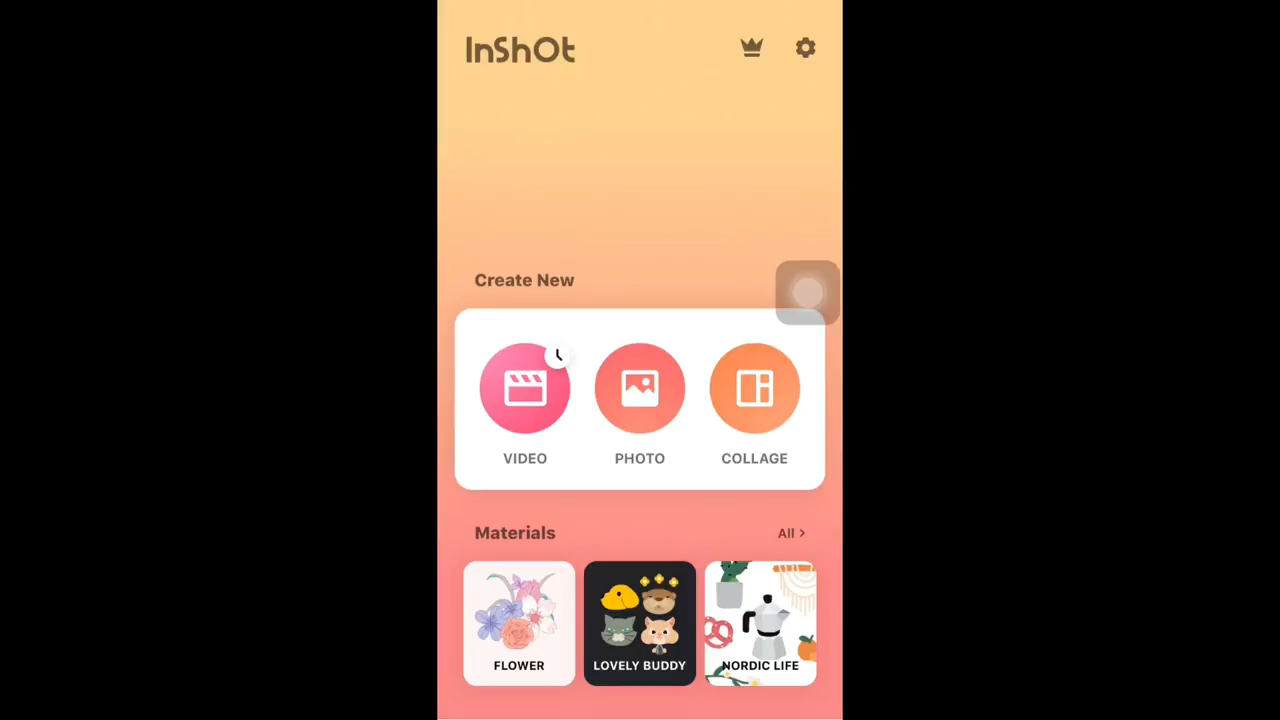 InShOt
Create New
VIDEO PHOTO COLLAGE
Materials All >
FLOWER LOVELY BUDDY NORDIC LIFE